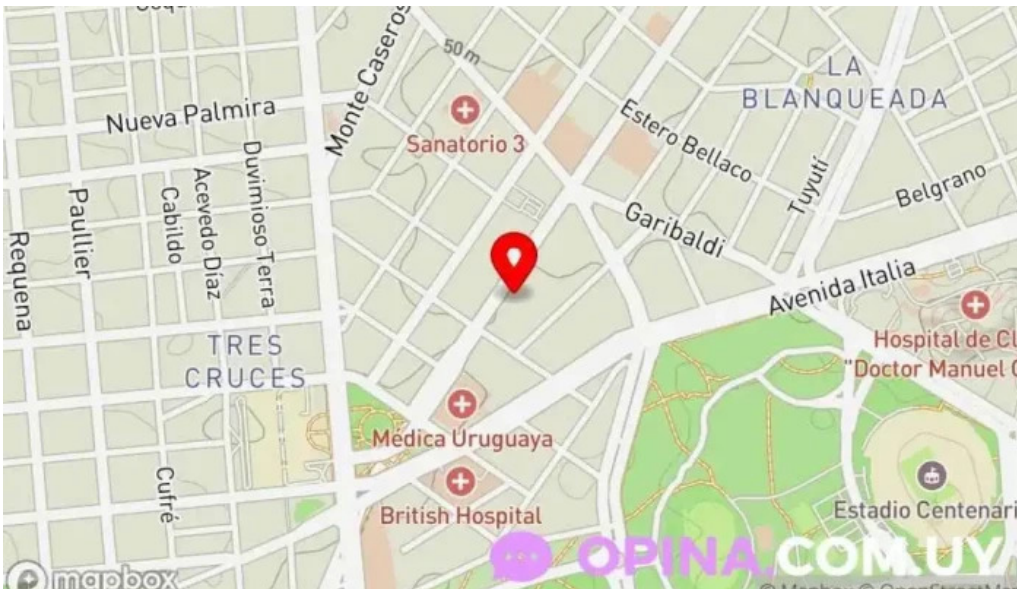 Monte Caseros
50 m
LA
BLANQUEADA
Nueva Palmira
Sanatorio 3
Estero Bellaco
Duvimioso Terra
Acevedo Díaz
Cabildo
Paullier
Requena
Tuyutí
Belgrano
Garibaldi
Avenida Italia
Hospital de Cl
"Doctor Manuel
TRES
CRUCES
Médica Uruguaya
Cufré
British Hospital
Estadio Centenari
OPINA.COM.UY
mapbox
© Mapbox © OpenStreetMa